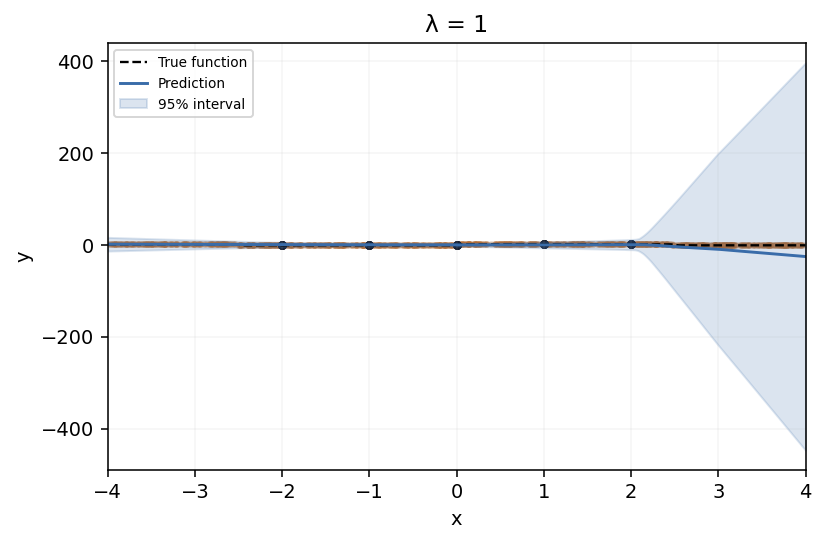 λ = 1
True function
Prediction
95% interval
400
200
0
−200
−400
y
−4
−3
−2
−1
0
1
2
3
4
x